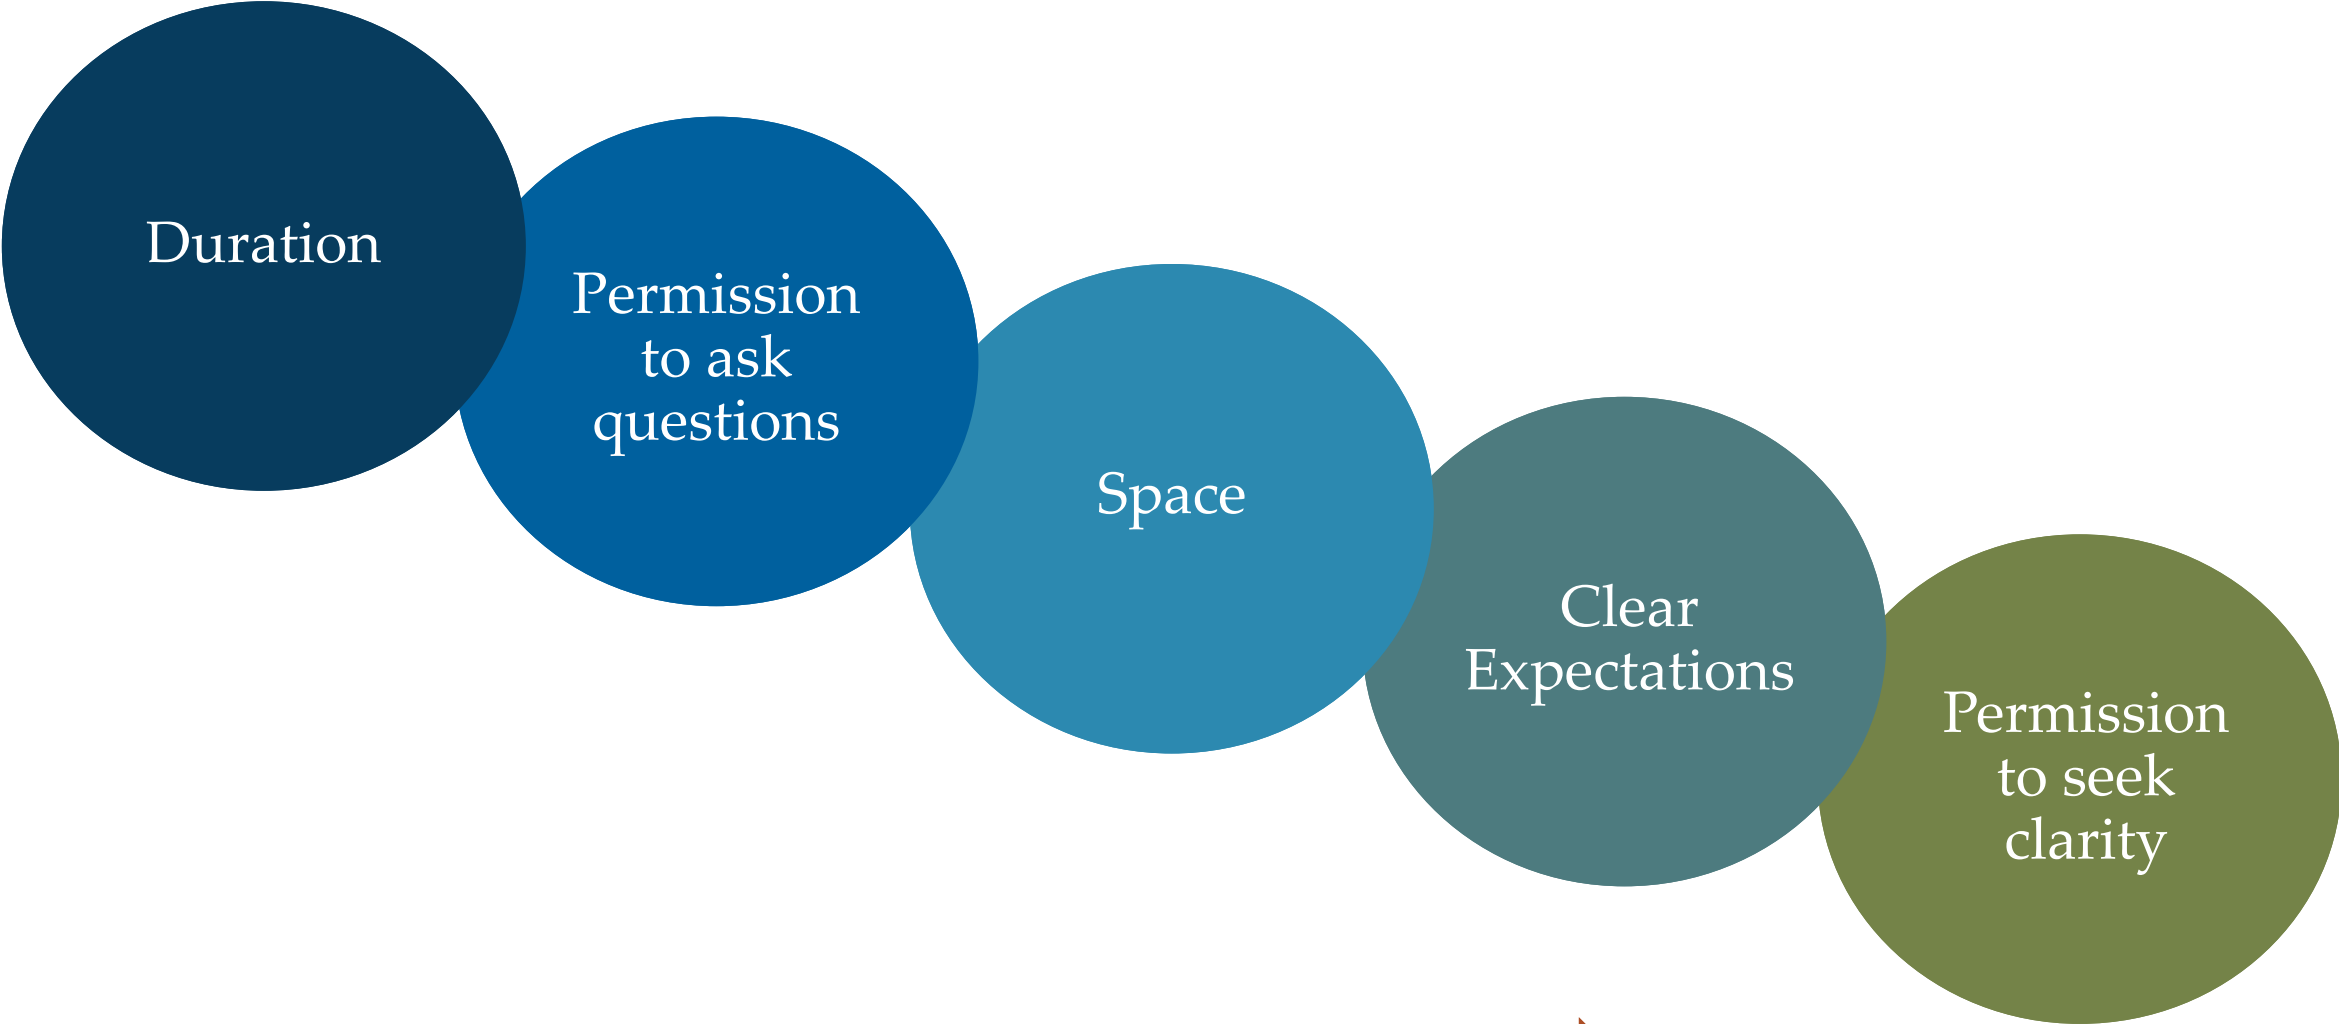 Duration
Permission
to ask
questions
Space
Clear
Expectations
Permission
to seek
clarity